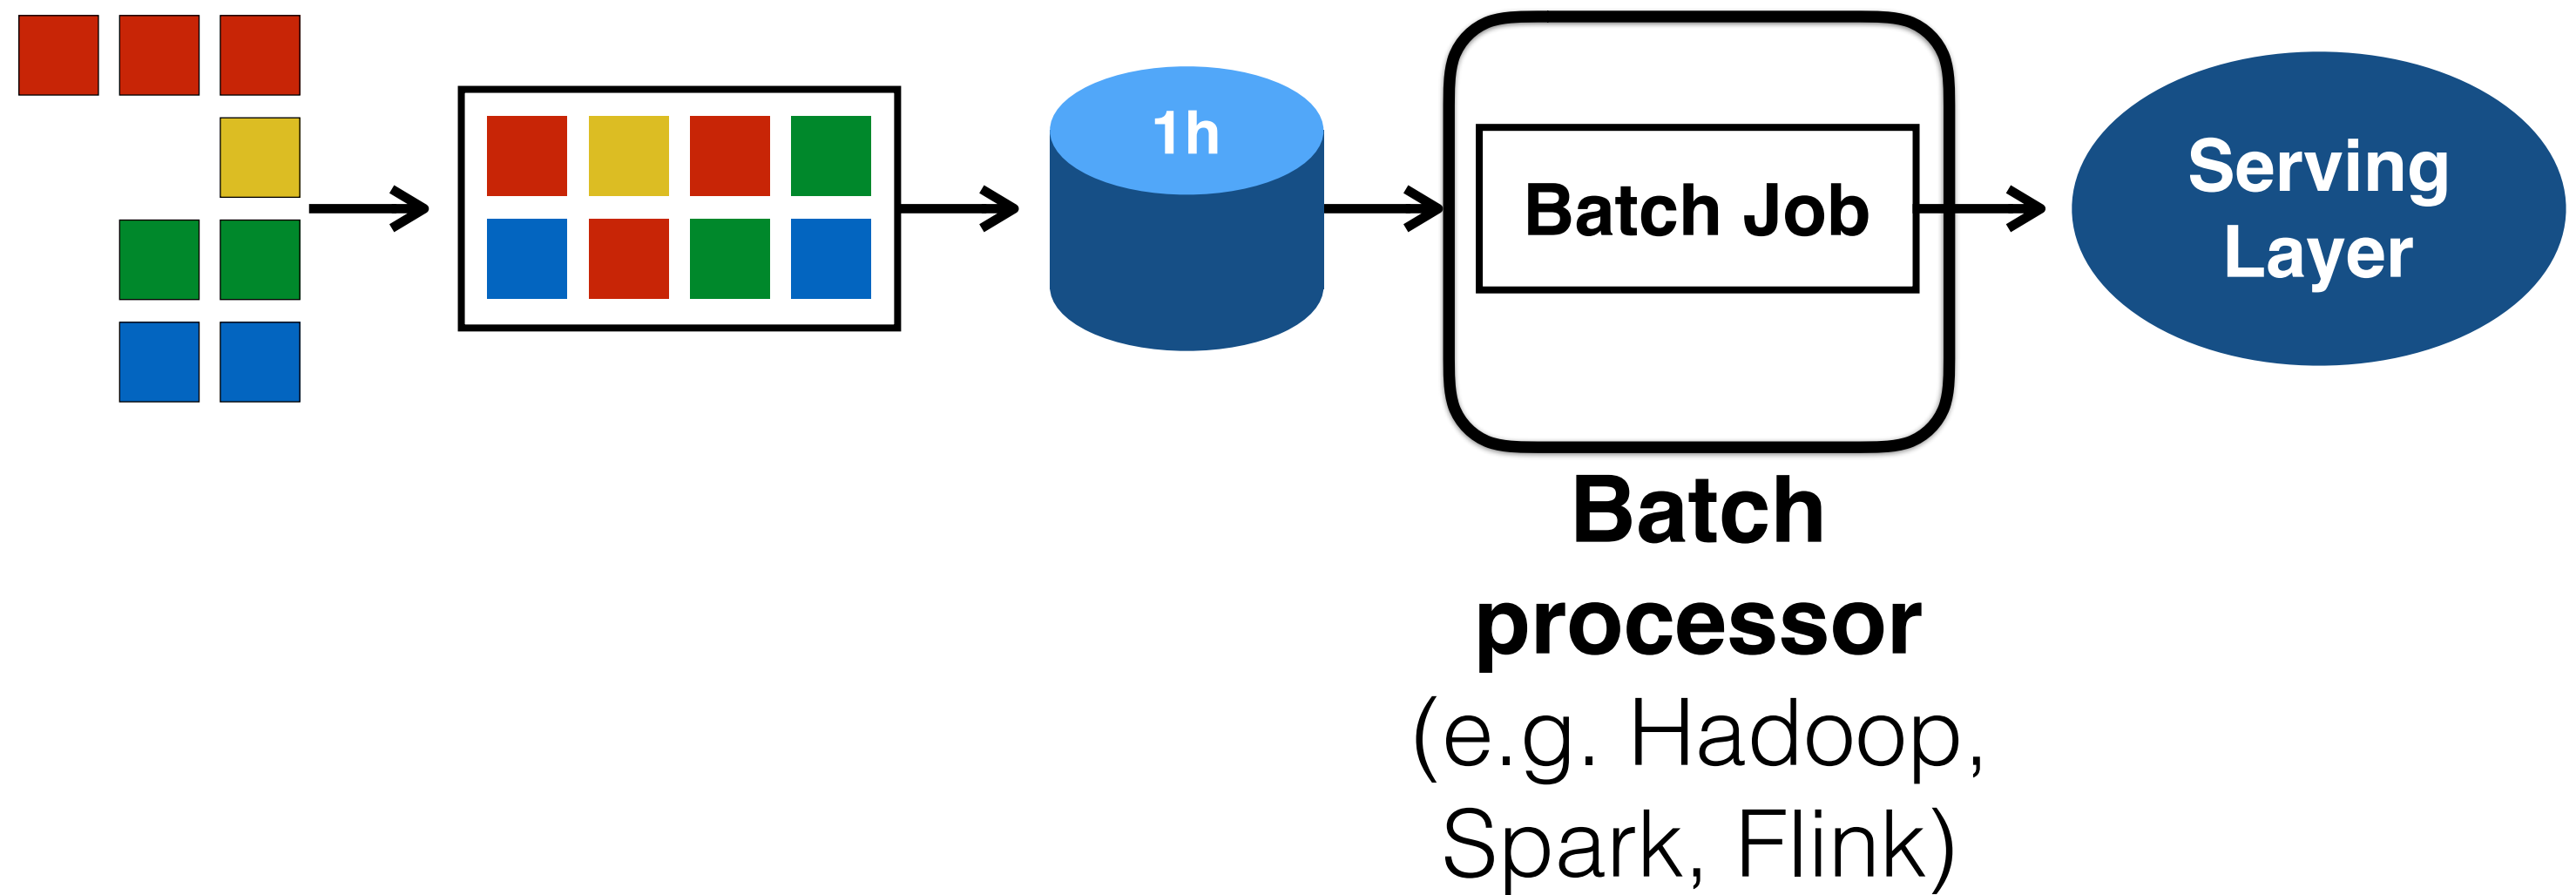 1h
Batch Job
Serving
Layer
Batch
processor
(e.g. Hadoop,
Spark, Flink)